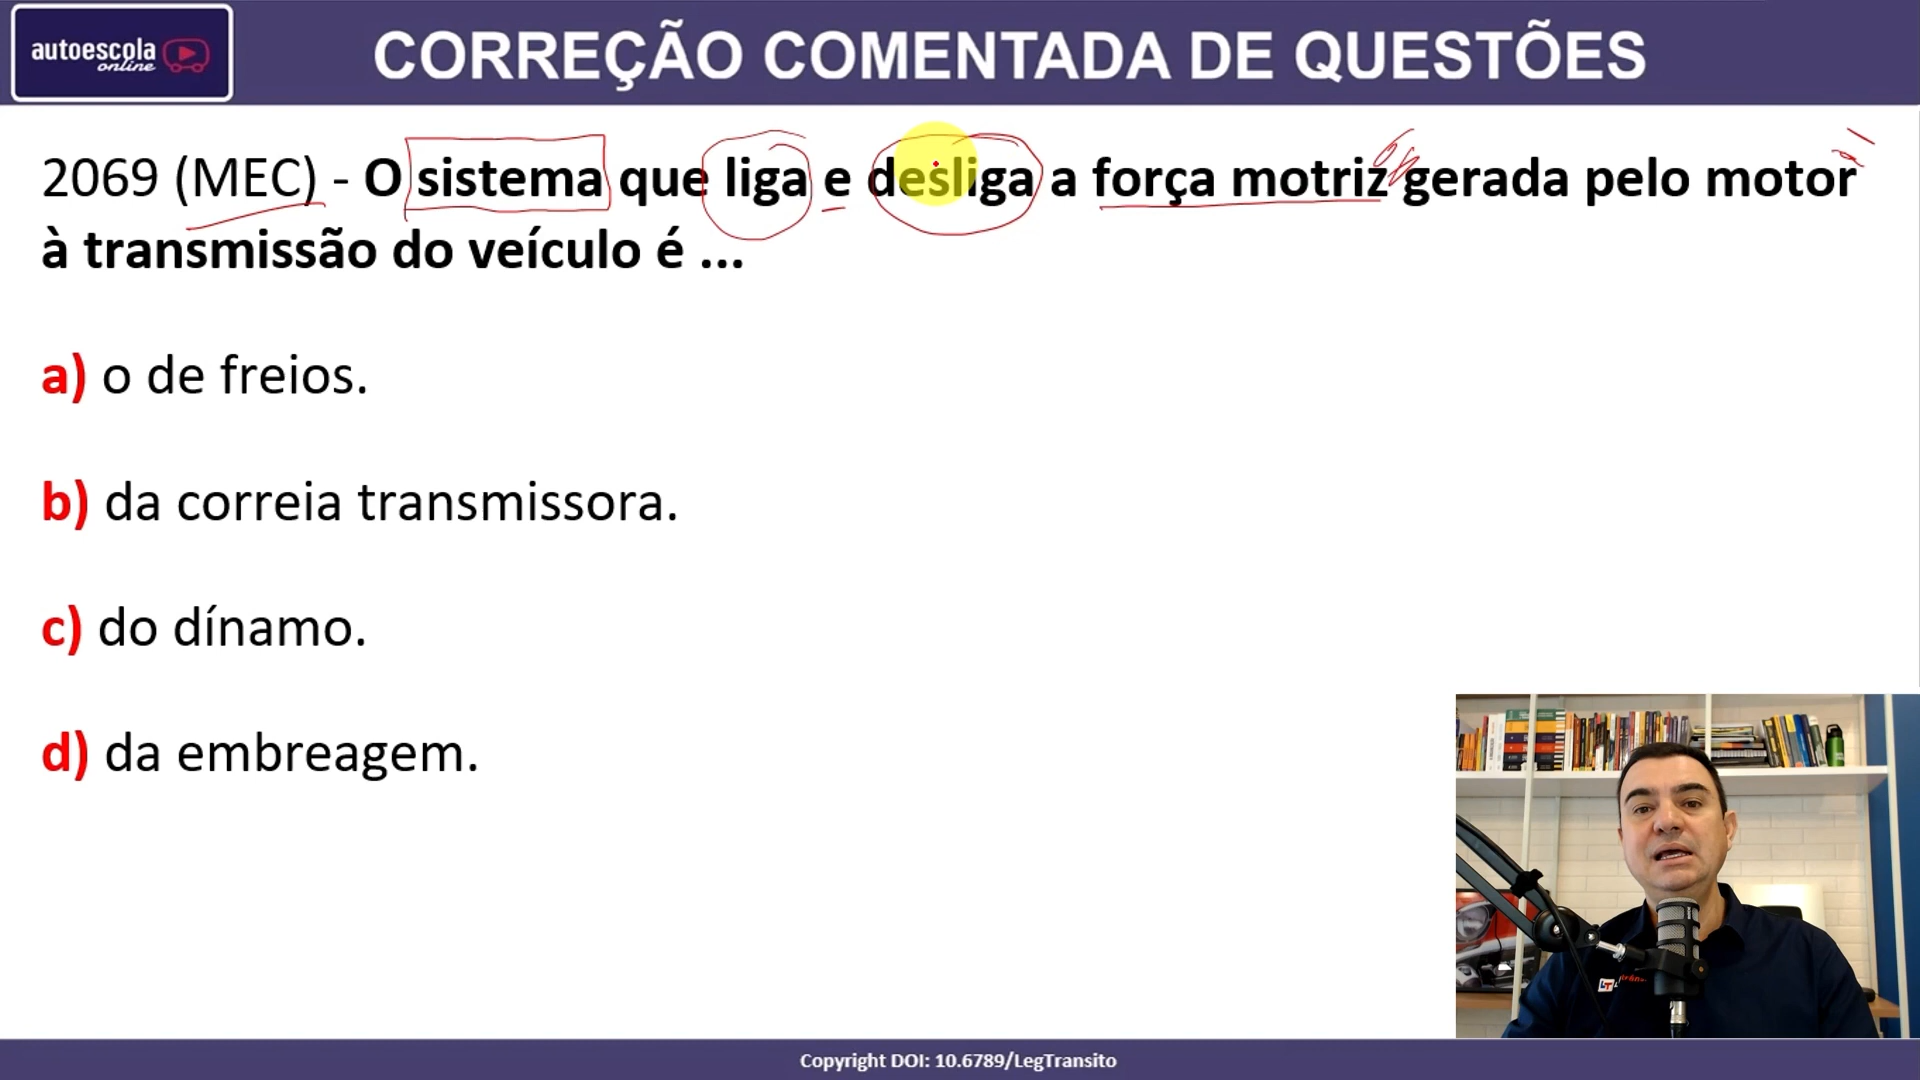 autoescola
online
CORREÇÃO COMENTADA DE QUESTÕES
2069 (MEC) - O sistema que liga e desliga a força motriz gerada pelo motor
à transmissão do veículo é ...
a) o de freios.
b) da correia transmissora.
c) do dínamo.
d) da embreagem.
Copyright DOI: 10.6789/LegTransito